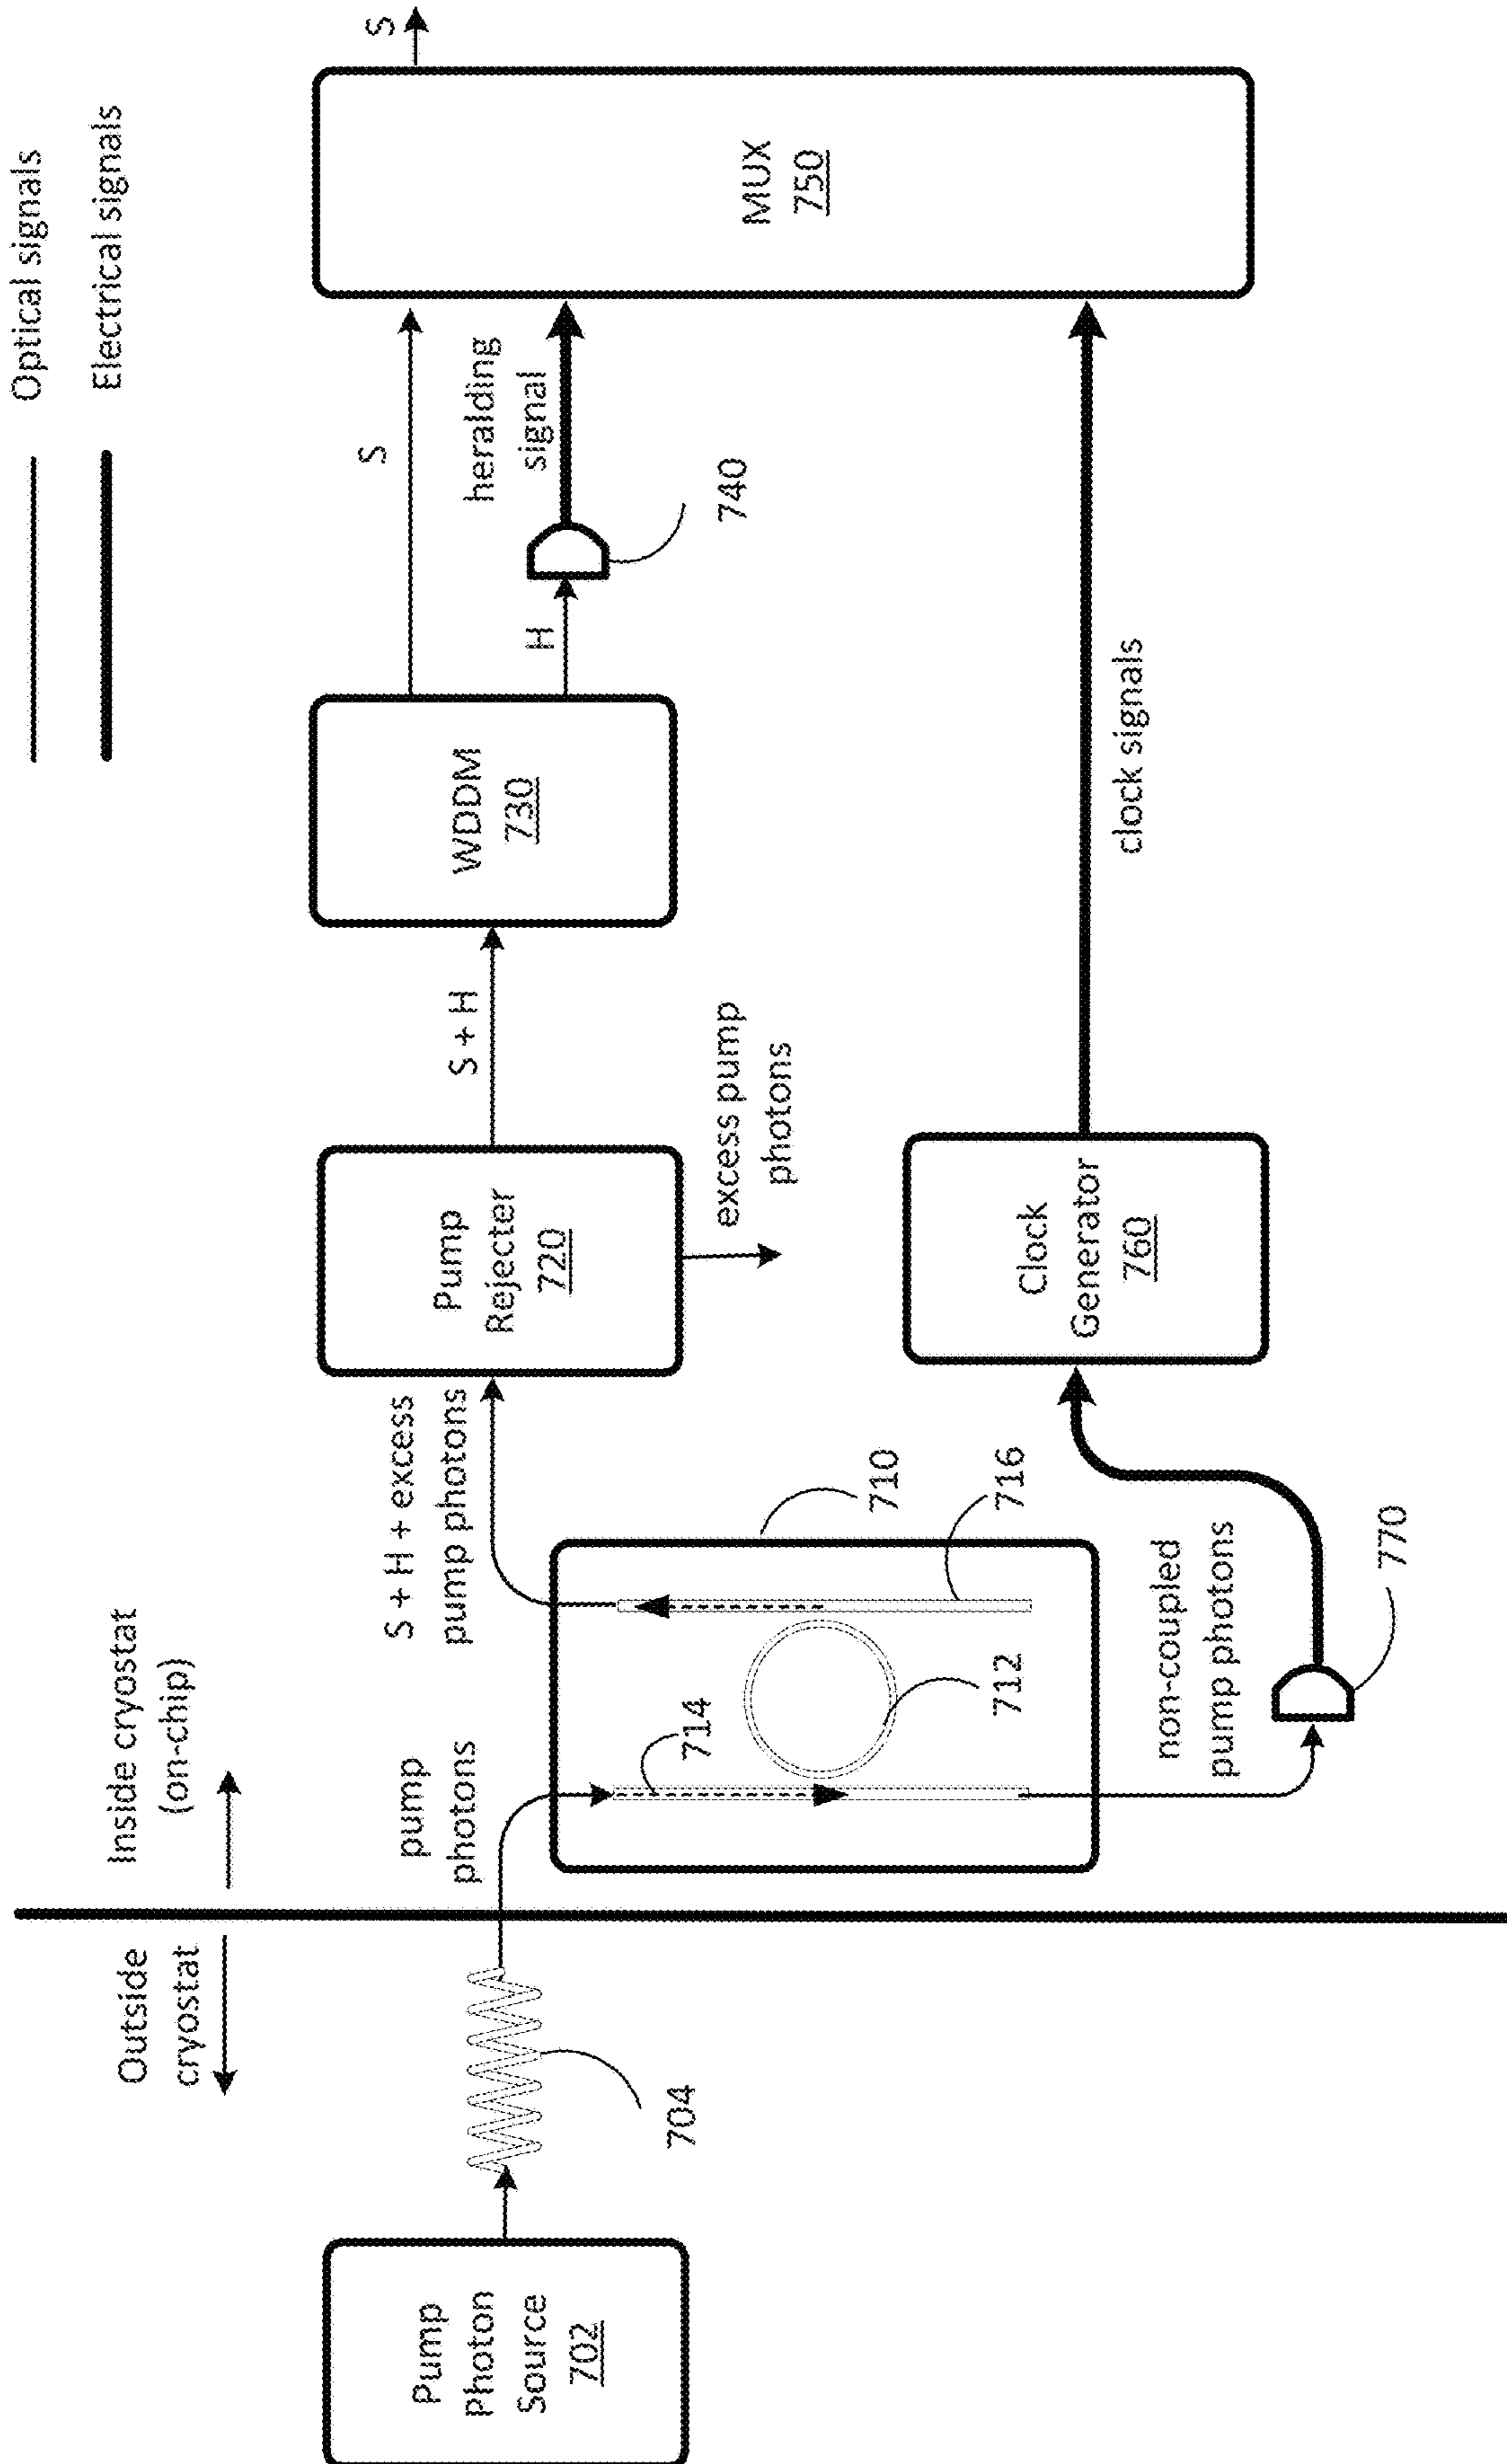 Optical signals
Electrical signals
Outside
cryostat
Inside cryostat
(on-chip)
Pump
Photon
Source
702
704
pump
photons
714
712
710
716
S + H + excess
pump photons
non-coupled
pump photons
770
Pump
Rejecter
720
excess pump
photons
S + H
WDDM
730
S
H
heralding
signal
740
Clock
Generator
760
clock signals
MUX
750
S